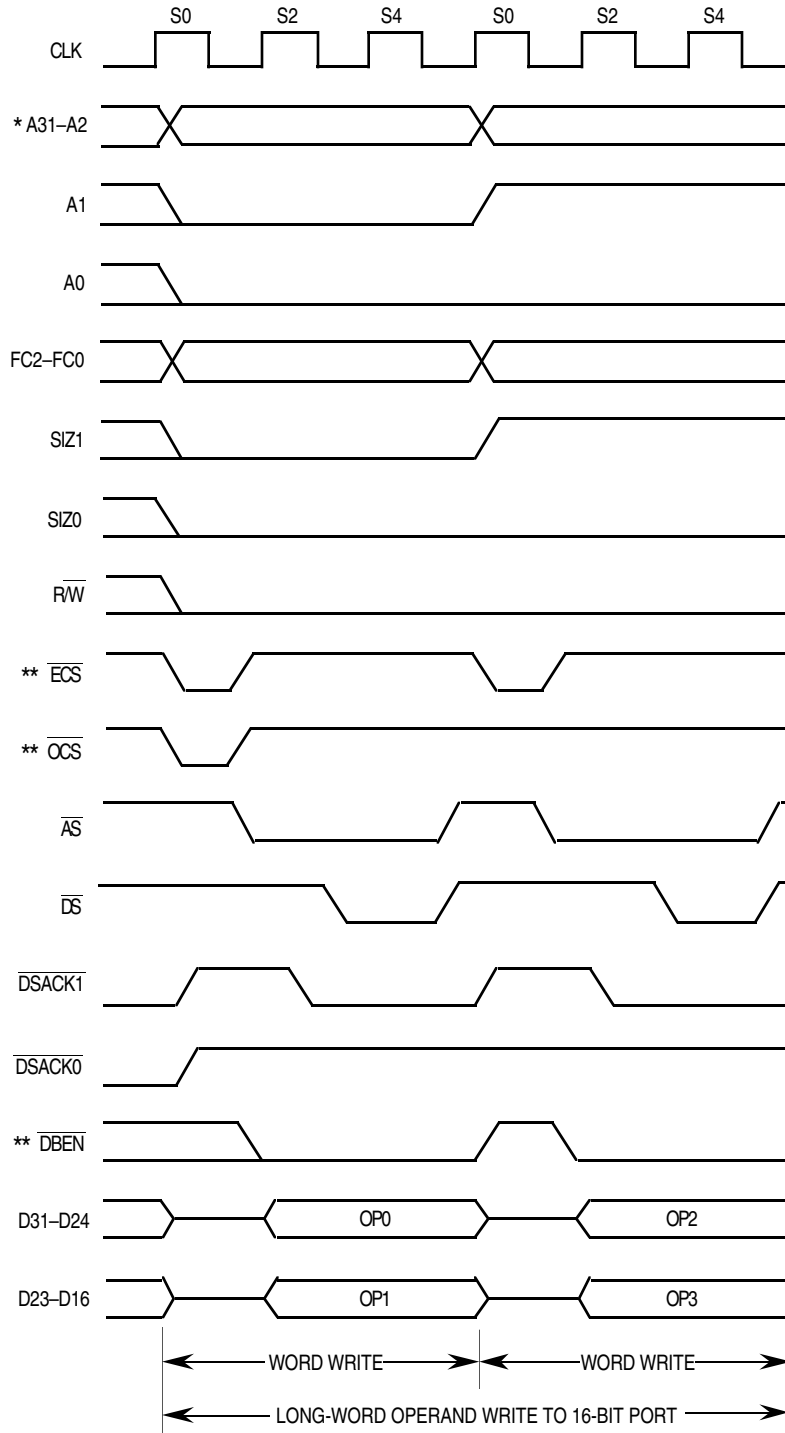 S0 S2 S4 S0 S2 S4
CLK
* A31–A2
A1
A0
FC2–FC0
SIZ1
SIZ0
R/W
** ECS
** OCS
AS
DS
DSACK1
DSACK0
** DBEN
D31–D24 OP0 OP2
D23–D16 OP1 OP3
WORD WRITE WORD WRITE
LONG-WORD OPERAND WRITE TO 16-BIT PORT